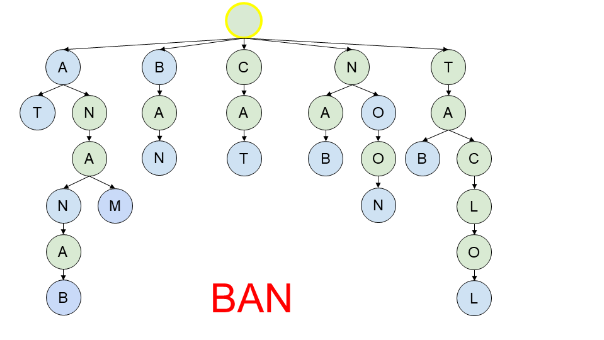 A B C N T
T N A A A O A
A N T B O B C
N M N L
A O
B BAN L